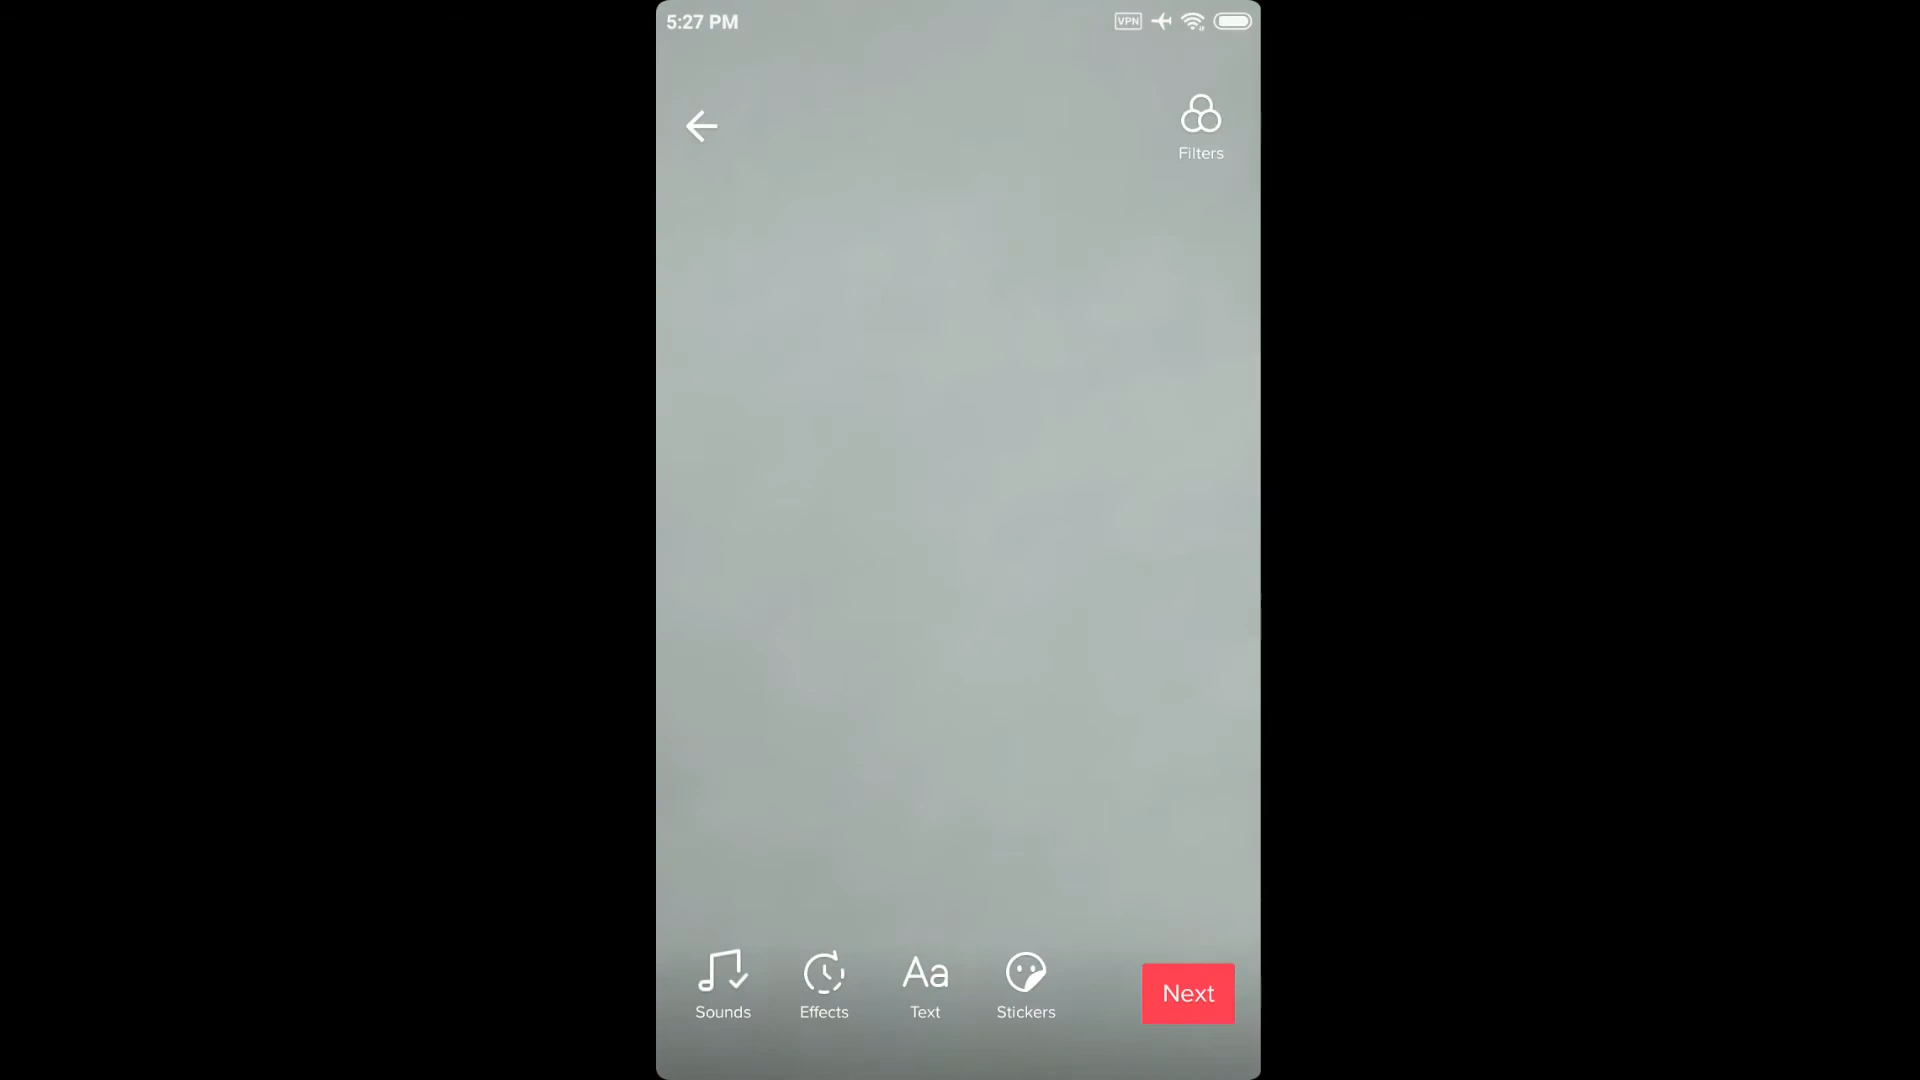 5:27 PM
VPN
Filters
Aa
Sounds
Effects
Text
Stickers
Next